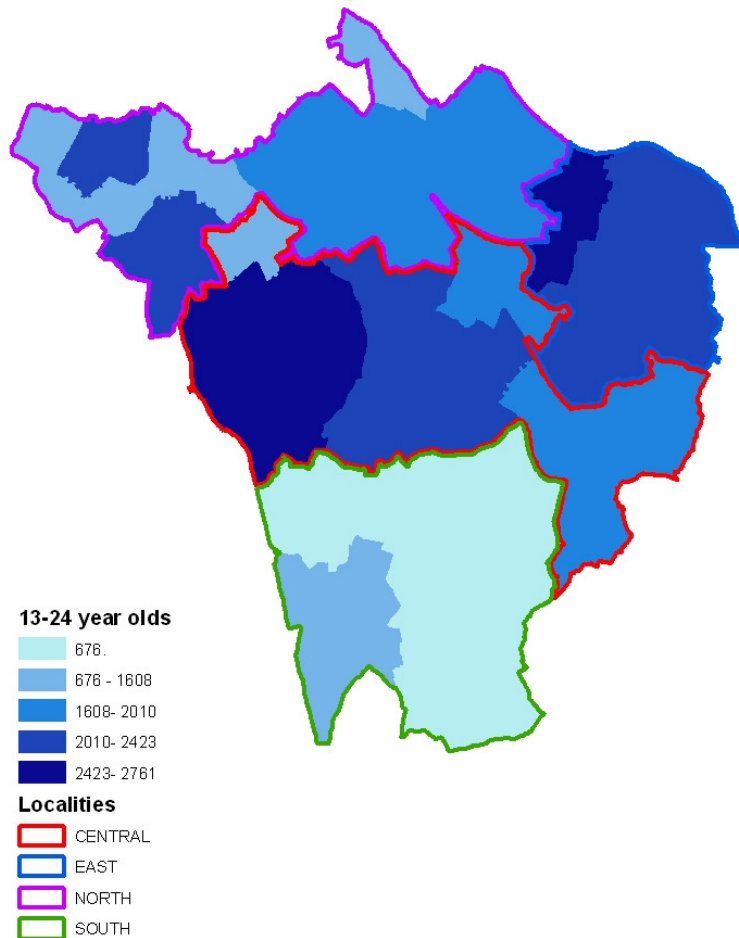 13-24 year olds
676.
676 - 1608
1608- 2010
2010- 2423
2423- 2761
Localities
CENTRAL
EAST
NORTH
SOUTH